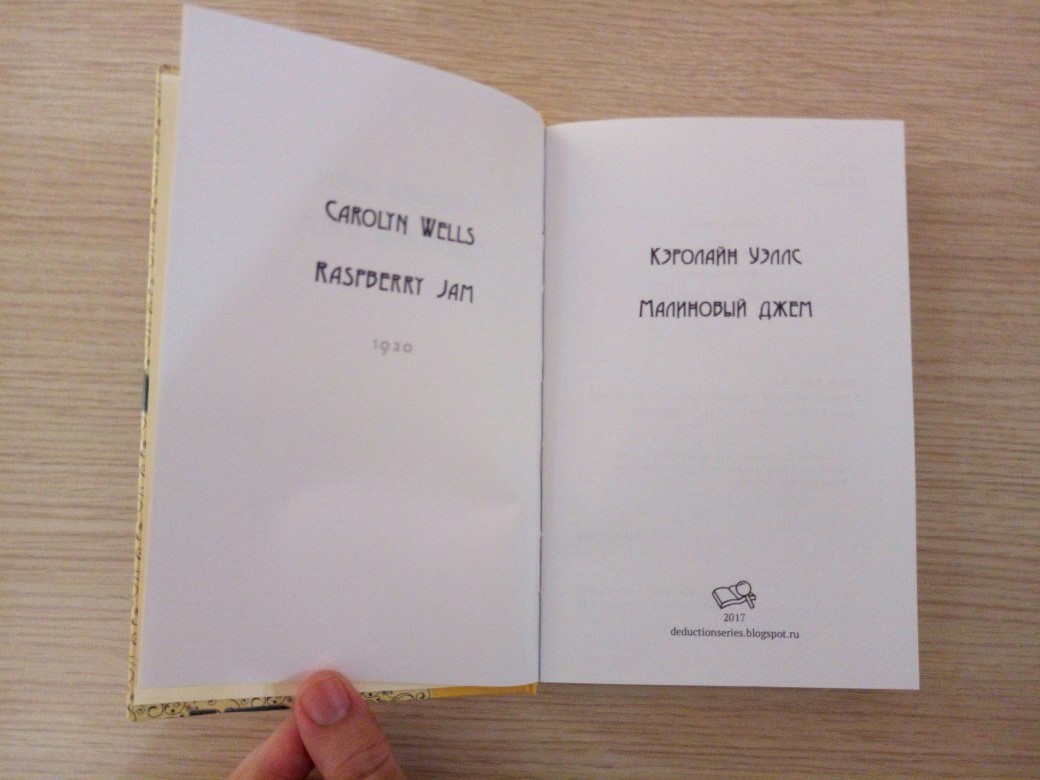 CAROLYN WELLS
RASPBERRY JAM
1920
КЭРОЛАЙН УЭЛЛС
МАЛИНОВЫЙ ДЖЕМ
2017
deductionseries.blogspot.ru